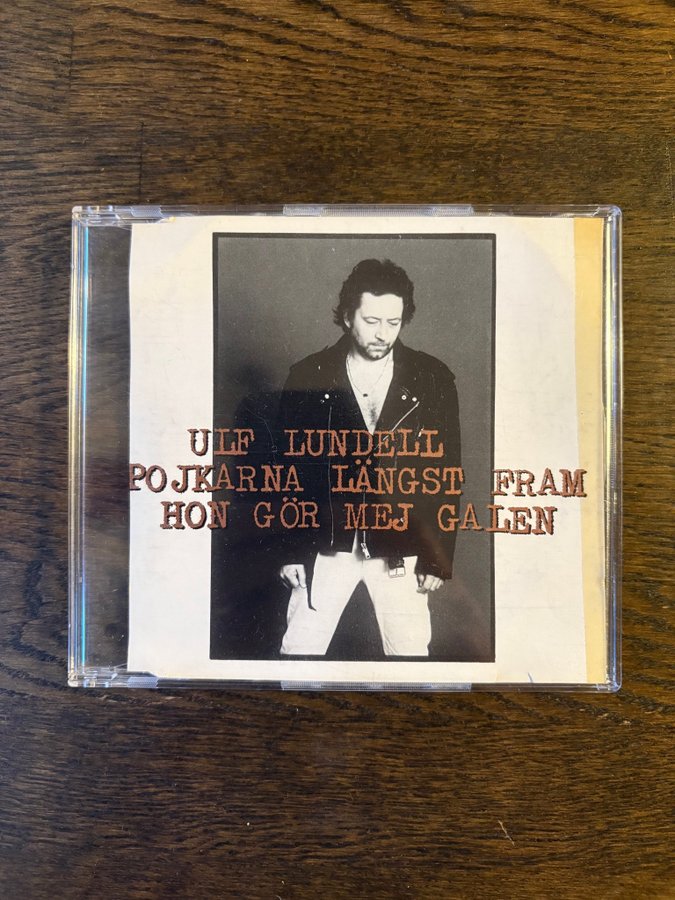 ULF LUNDELL
POJKARNA LÄNGST FRAM
HON GÖR MEJ GALEN